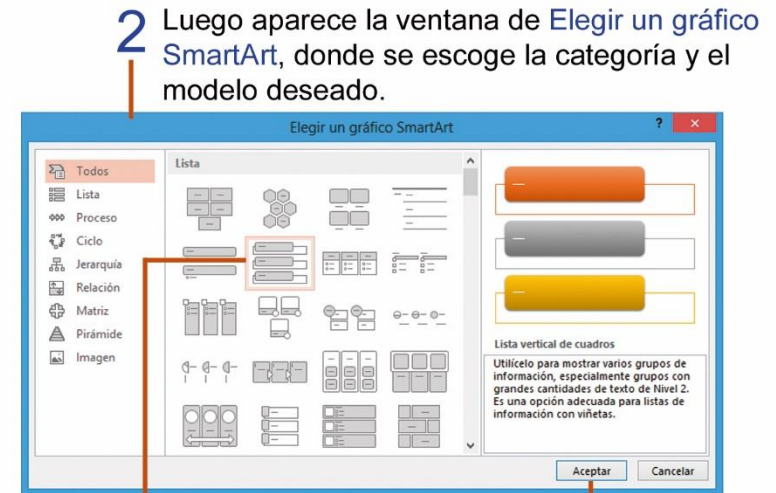 2 Luego aparece la ventana de Elegir un gráfico
SmartArt, donde se escoge la categoría y el
modelo deseado.
Elegir un gráfico SmartArt
?
×
Todos
Lista
Proceso
Ciclo
Jerarquía
Relación
Matriz
Pirámide
Imagen
Lista
Lista vertical de cuadros
Utilícelo para mostrar varios grupos de
información, especialmente grupos con
grandes cantidades de texto de Nivel 2.
Es una opción adecuada para listas de
información con viñetas.
Aceptar
Cancelar